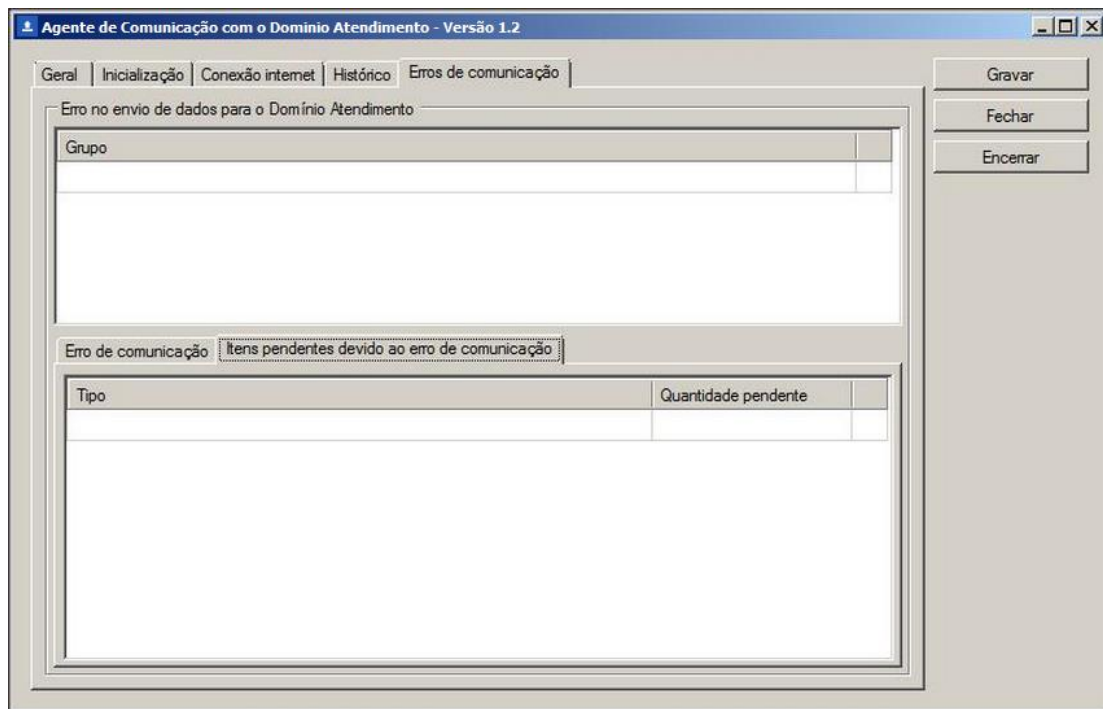 Agente de Comunicação com o Dominio Atendimento - Versão 1.2
Geral Inicialização Conexão internet Histórico Erros de comunicação
Gravar
Fechar
Encerrar
Erro no envio de dados para o Domínio Atendimento
Grupo
Erro de comunicação Itens pendentes devido ao erro de comunicação
Tipo Quantidade pendente